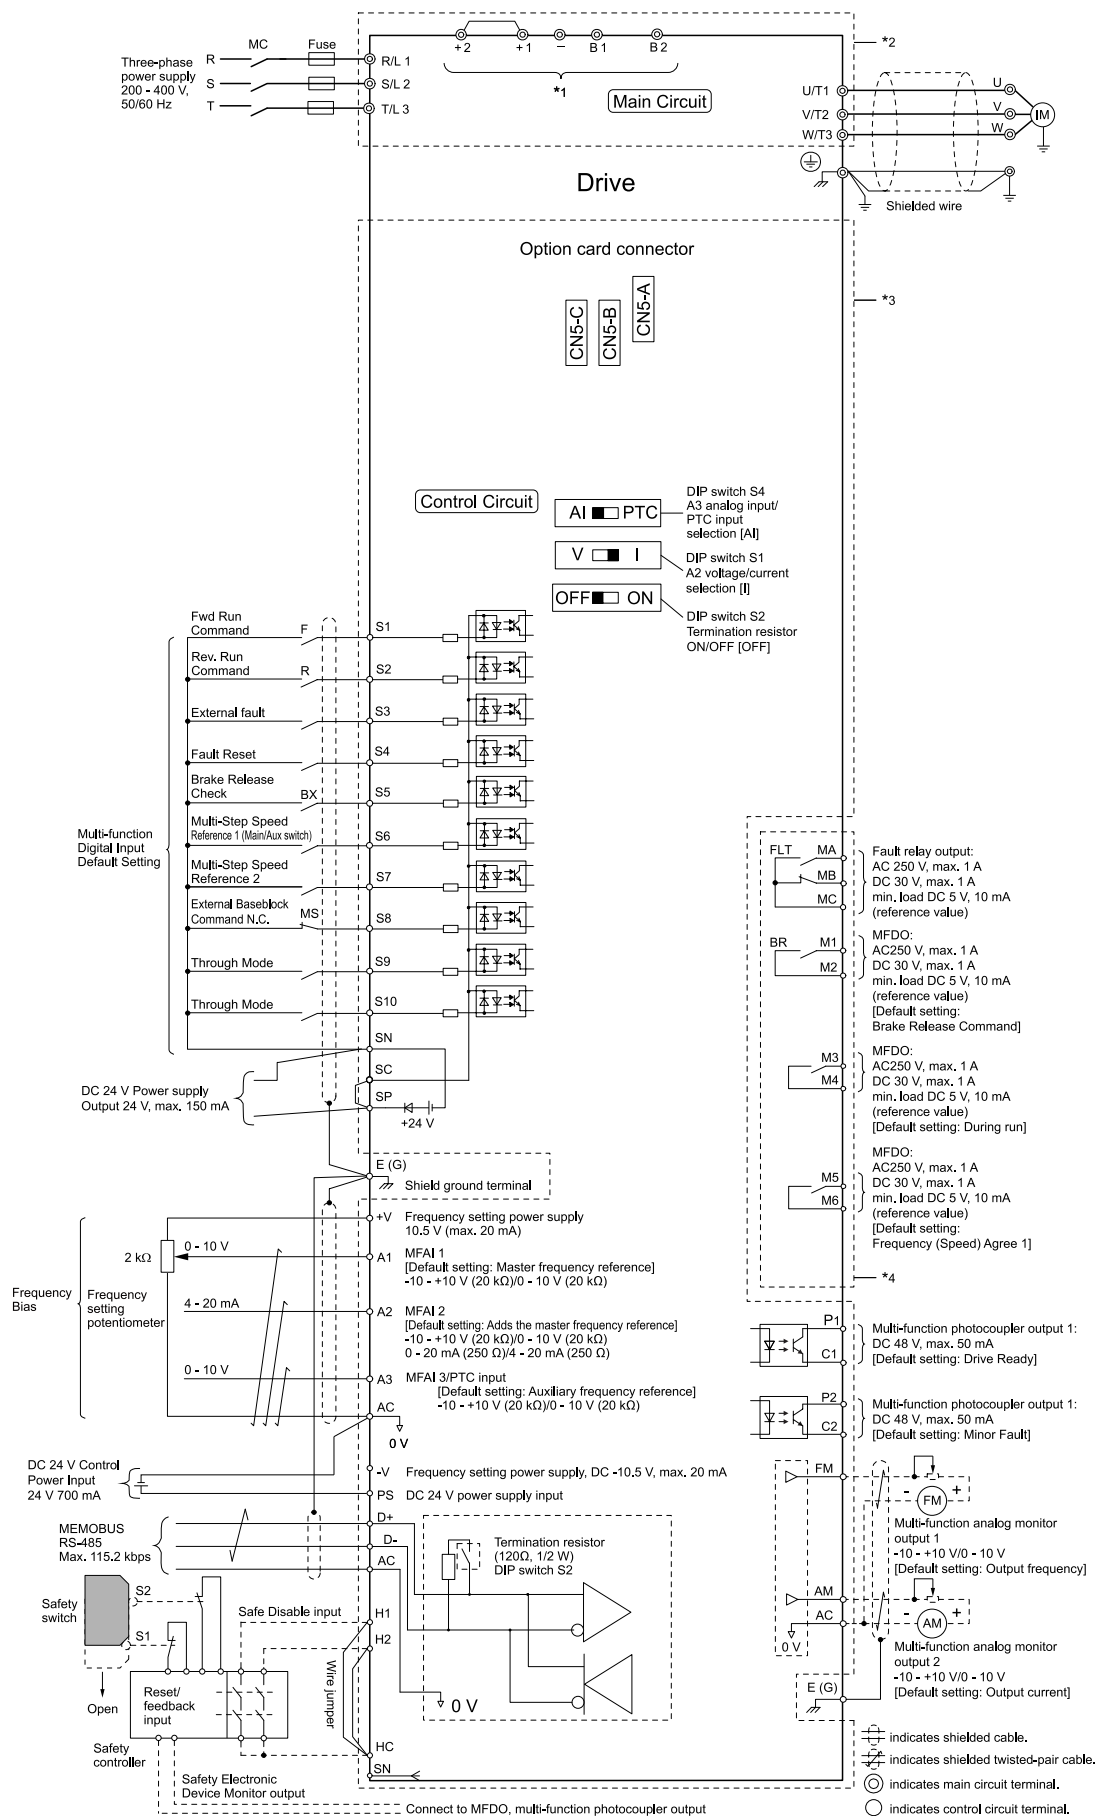 +2
+1
−
B 1
B 2
*1
Main Circuit
*2
Three-phase
power supply
200 - 400 V,
50/60 Hz
MC
Fuse
R
S
T
R/L 1
S/L 2
T/L 3
U/T1
V/T2
W/T3
U
V
W
IM
Shielded wire
Drive
Option card connector
CN5-C
CN5-B
CN5-A
*3
Control Circuit
AI
PTC
DIP switch S4
A3 analog input/
PTC input
selection [AI]
V
I
DIP switch S1
A2 voltage/current
selection [I]
OFF
ON
DIP switch S2
Termination resistor
ON/OFF [OFF]
Multi-function
Digital Input
Default Setting
Fwd Run
Command
F
S1
Rev. Run
Command
R
S2
External fault
S3
Fault Reset
S4
Brake Release
Check
BX
S5
Multi-Step Speed
Reference 1 (Main/Aux switch)
S6
Multi-Step Speed
Reference 2
S7
External Baseblock
Command N.C.
MS
S8
Through Mode
S9
Through Mode
S10
SN
SC
SP
+24 V
DC 24 V Power supply
Output 24 V, max. 150 mA
E (G)
Shield ground terminal
FLT
MA
MB
MC
Fault relay output:
AC 250 V, max. 1 A
DC 30 V, max. 1 A
min. load DC 5 V, 10 mA
(reference value)
BR
M1
M2
MFDO:
AC250 V, max. 1 A
DC 30 V, max. 1 A
min. load DC 5 V, 10 mA
(reference value)
[Default setting:
Brake Release Command]
M3
M4
MFDO:
AC250 V, max. 1 A
DC 30 V, max. 1 A
min. load DC 5 V, 10 mA
(reference value)
[Default setting: During run]
M5
M6
MFDO:
AC250 V, max. 1 A
DC 30 V, max. 1 A
min. load DC 5 V, 10 mA
(reference value)
[Default setting:
Frequency (Speed) Agree 1]
*4
Frequency
Bias
Frequency
setting
potentiometer
2 kΩ
0 - 10 V
4 - 20 mA
0 - 10 V
+V
Frequency setting power supply
10.5 V (max. 20 mA)
A1
MFAI 1
[Default setting: Master frequency reference]
-10 - +10 V (20 kΩ)/0 - 10 V (20 kΩ)
A2
MFAI 2
[Default setting: Adds the master frequency reference]
-10 - +10 V (20 kΩ)/0 - 10 V (20 kΩ)
0 - 20 mA (250 Ω)/4 - 20 mA (250 Ω)
A3
MFAI 3/PTC input
[Default setting: Auxiliary frequency reference]
-10 - +10 V (20 kΩ)/0 - 10 V (20 kΩ)
AC
0 V
DC 24 V Control
Power Input
24 V 700 mA
-V
Frequency setting power supply, DC -10.5 V, max. 20 mA
PS
DC 24 V power supply input
P1
C1
Multi-function photocoupler output 1:
DC 48 V, max. 50 mA
[Default setting: Drive Ready]
P2
C2
Multi-function photocoupler output 1:
DC 48 V, max. 50 mA
[Default setting: Minor Fault]
FM
-
+
FM
Multi-function analog monitor
output 1
-10 - +10 V/0 - 10 V
[Default setting: Output frequency]
AM
AC
0 V
-
+
AM
Multi-function analog monitor
output 2
-10 - +10 V/0 - 10 V
[Default setting: Output current]
E (G)
MEMOBUS
RS-485
Max. 115.2 kbps
D+
D-
AC
Termination resistor
(120Ω, 1/2 W)
DIP switch S2
0 V
Safety
switch
S2
S1
Open
Safe Disable input
H1
H2
Wire jumper
HC
SN
Reset/
feedback
input
Safety
controller
Safety Electronic
Device Monitor output
Connect to MFDO, multi-function photocoupler output
indicates shielded cable.
indicates shielded twisted-pair cable.
indicates main circuit terminal.
indicates control circuit terminal.